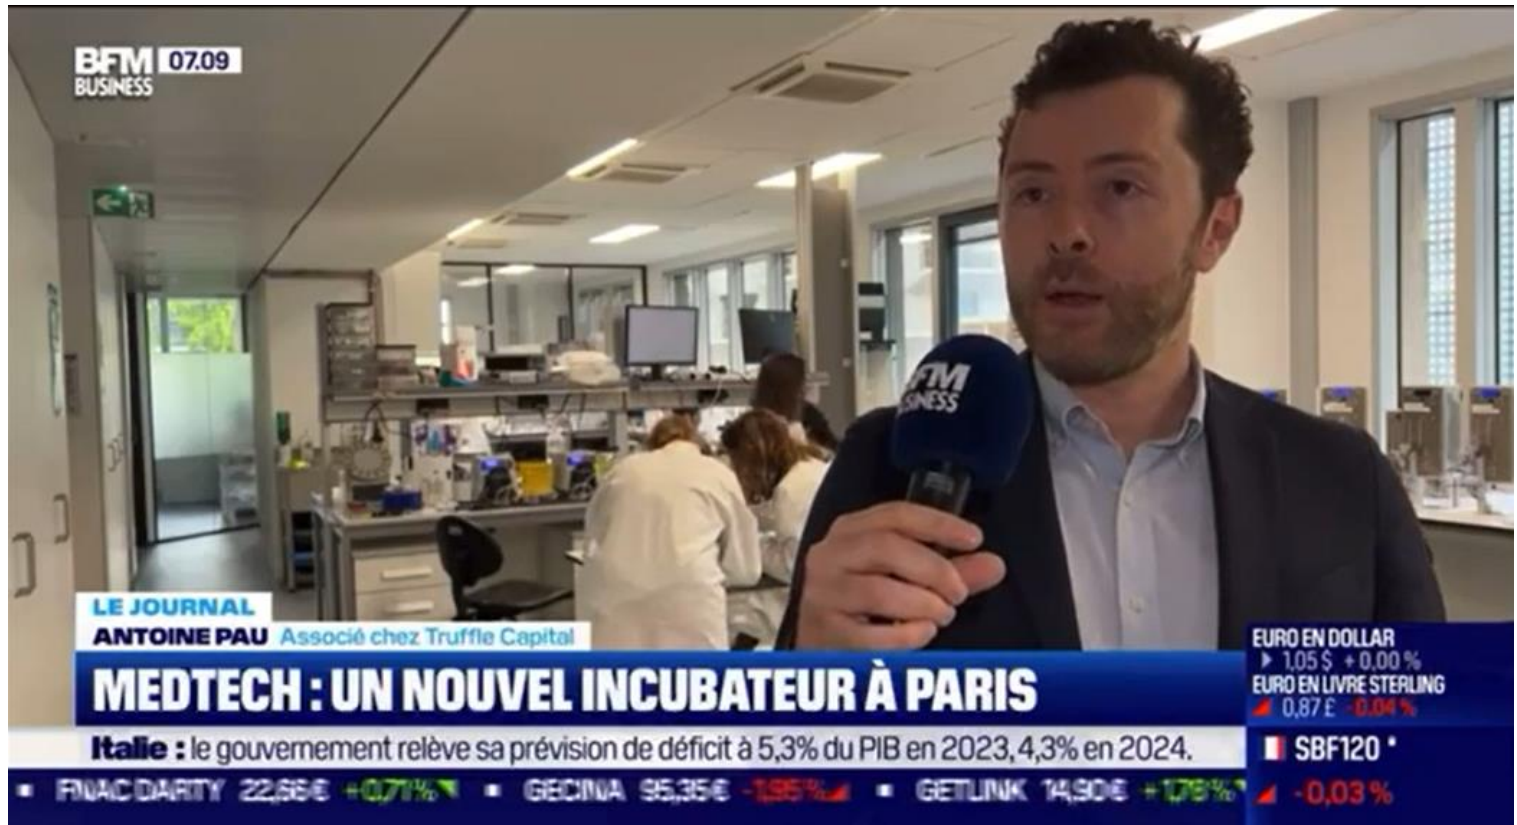 BFM
BUSINESS
07.09
FM
SINESS
LE JOURNAL
ANTOINE PAU Associé chez Truffle Capital
MEDTECH : UN NOUVEL INCUBATEUR À PARIS
Italie : le gouvernement relève sa prévision de déficit à 5,3% du PIB en 2023, 4,3% en 2024.
FNAC DARTY 22,66€ +0,71% GECINA 95,35€ -1,95% GETLINK 14,90€ +1,78%
EURO EN DOLLAR
1,05 $ +0,00 %
EURO EN LIVRE STERLING
0,87 £ -0,04 %
SBF120 *
-0,03 %